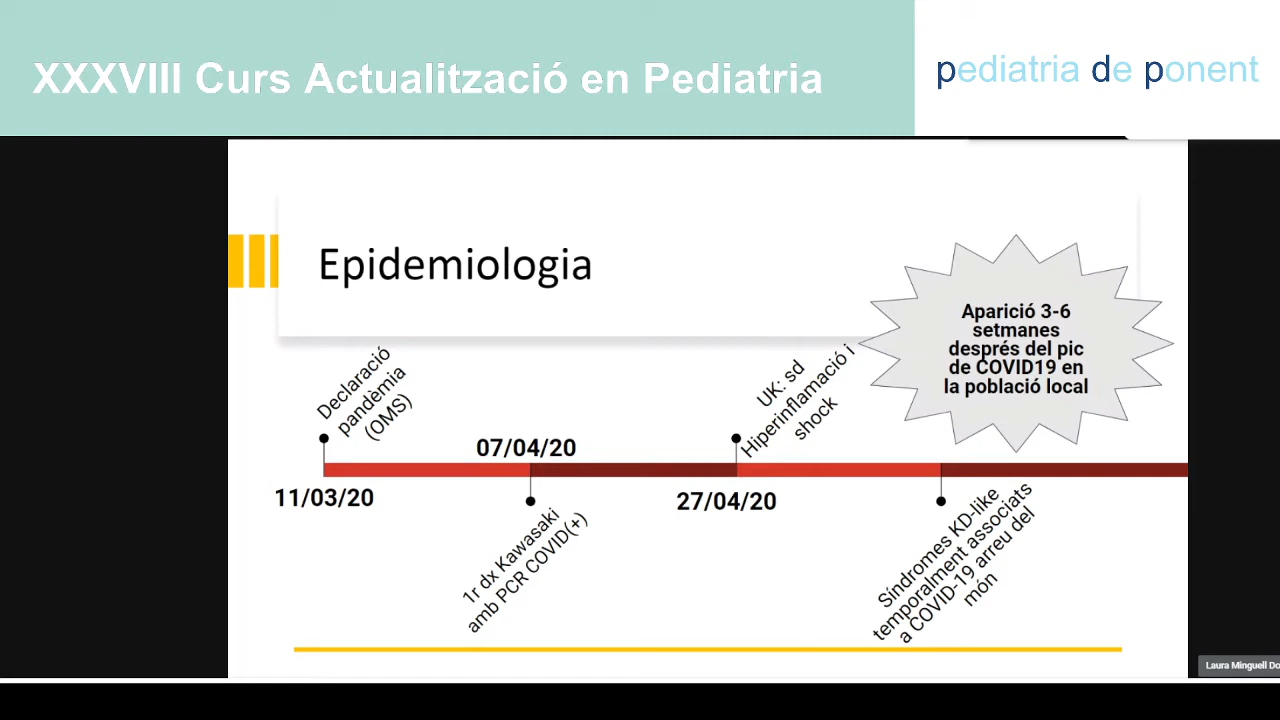 XXXVIII Curs Actualització en Pediatria
pediatria de ponent
Epidemiologia
Aparició 3-6
setmanes
després del pic
de COVID19 en
la població local
Declaració
pandèmia
(OMS)
11/03/20
07/04/20
1r dx Kawasaki
amb PCR COVID(+)
UK: sd
Hiperinflamació i
shock
27/04/20
Síndromes KD-like
temporalment associats
a COVID-19 arreu del
món
Laura Minguell Do